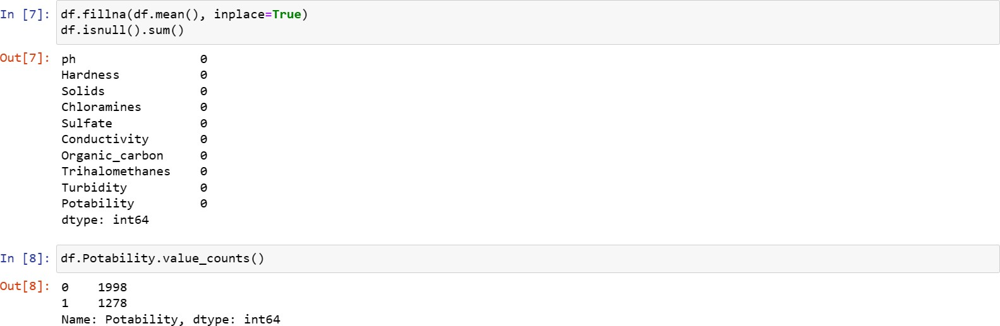 In [7]: df.fillna(df.mean(), inplace=True)
df.isnull().sum()
Out[7]: ph 0
Hardness 0
Solids 0
Chloramines 0
Sulfate 0
Conductivity 0
Organic_carbon 0
Trihalomethanes 0
Turbidity 0
Potability 0
dtype: int64
In [8]: df.Potability.value_counts()
Out[8]: 0 1998
1 1278
Name: Potability, dtype: int64